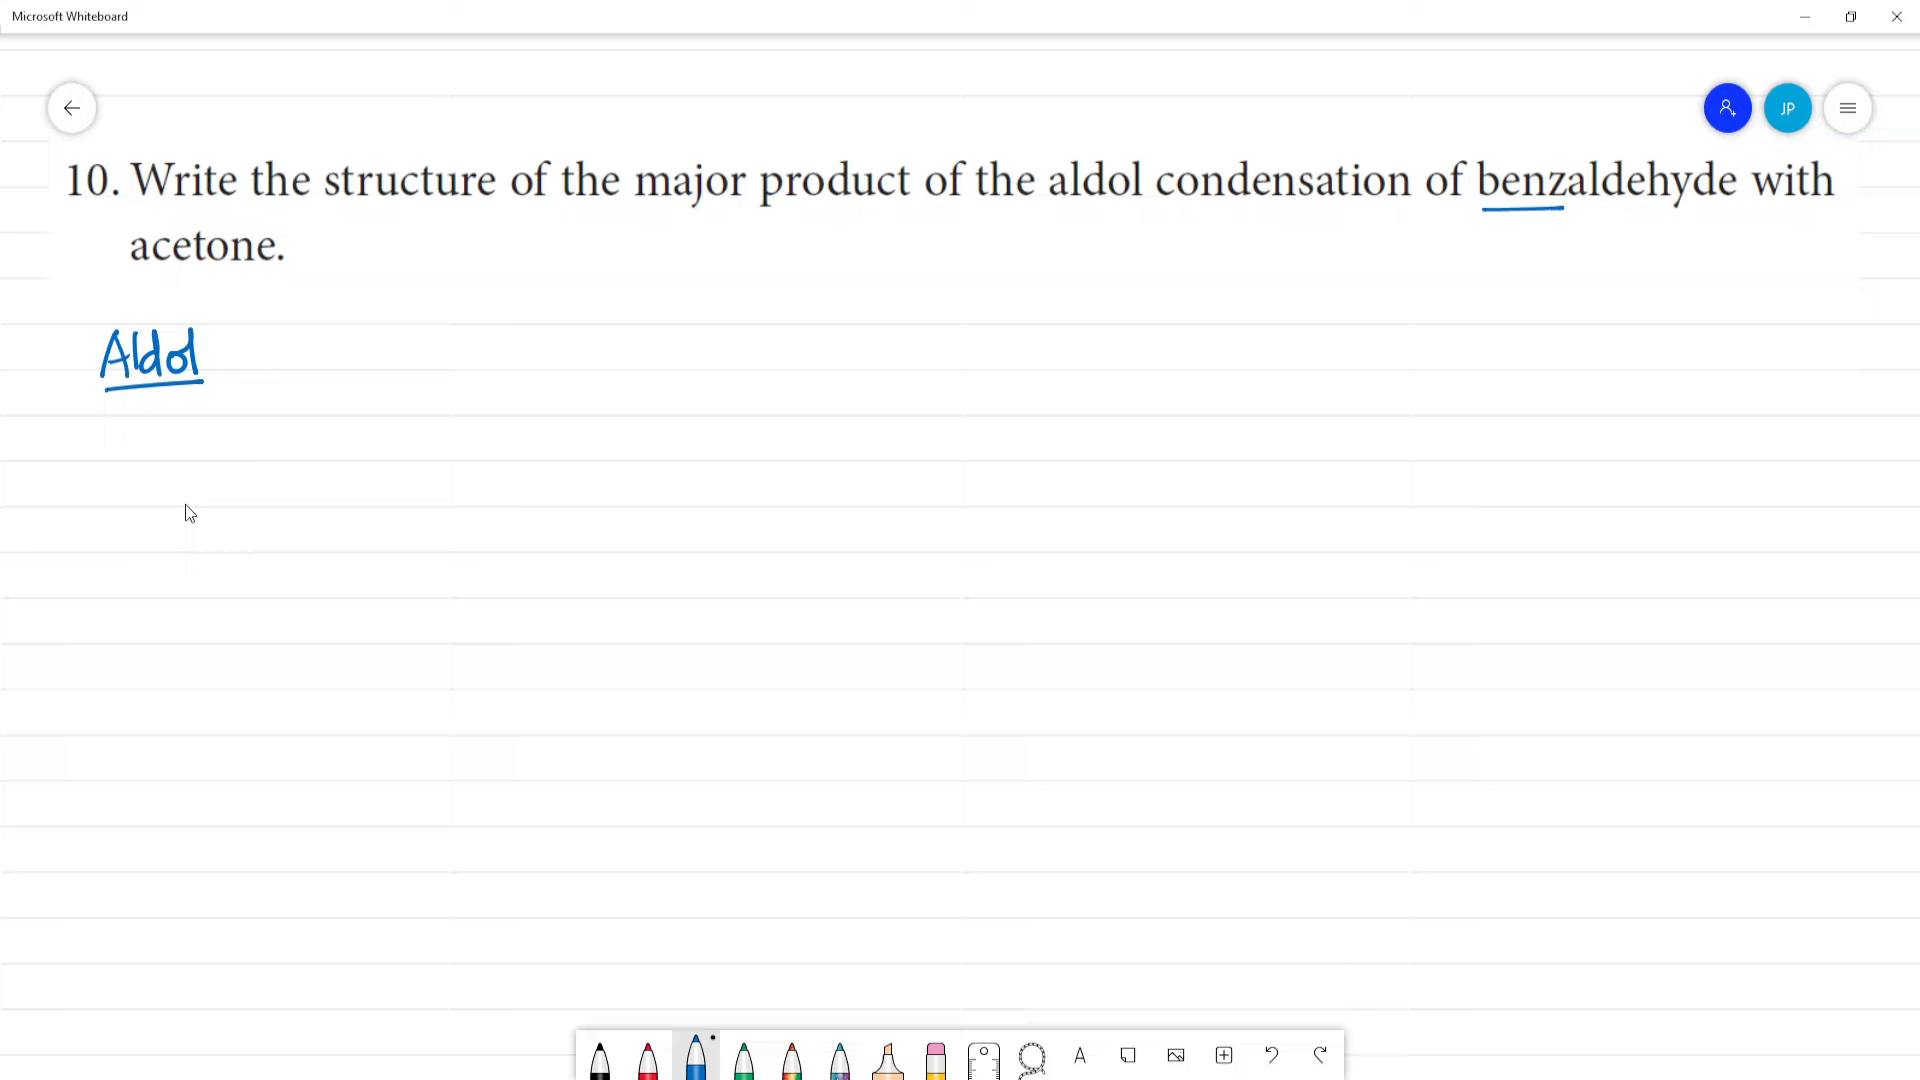 Microsoft Whiteboard
JP
10. Write the structure of the major product of the aldol condensation of benzaldehyde with
acetone.
Aldol
A